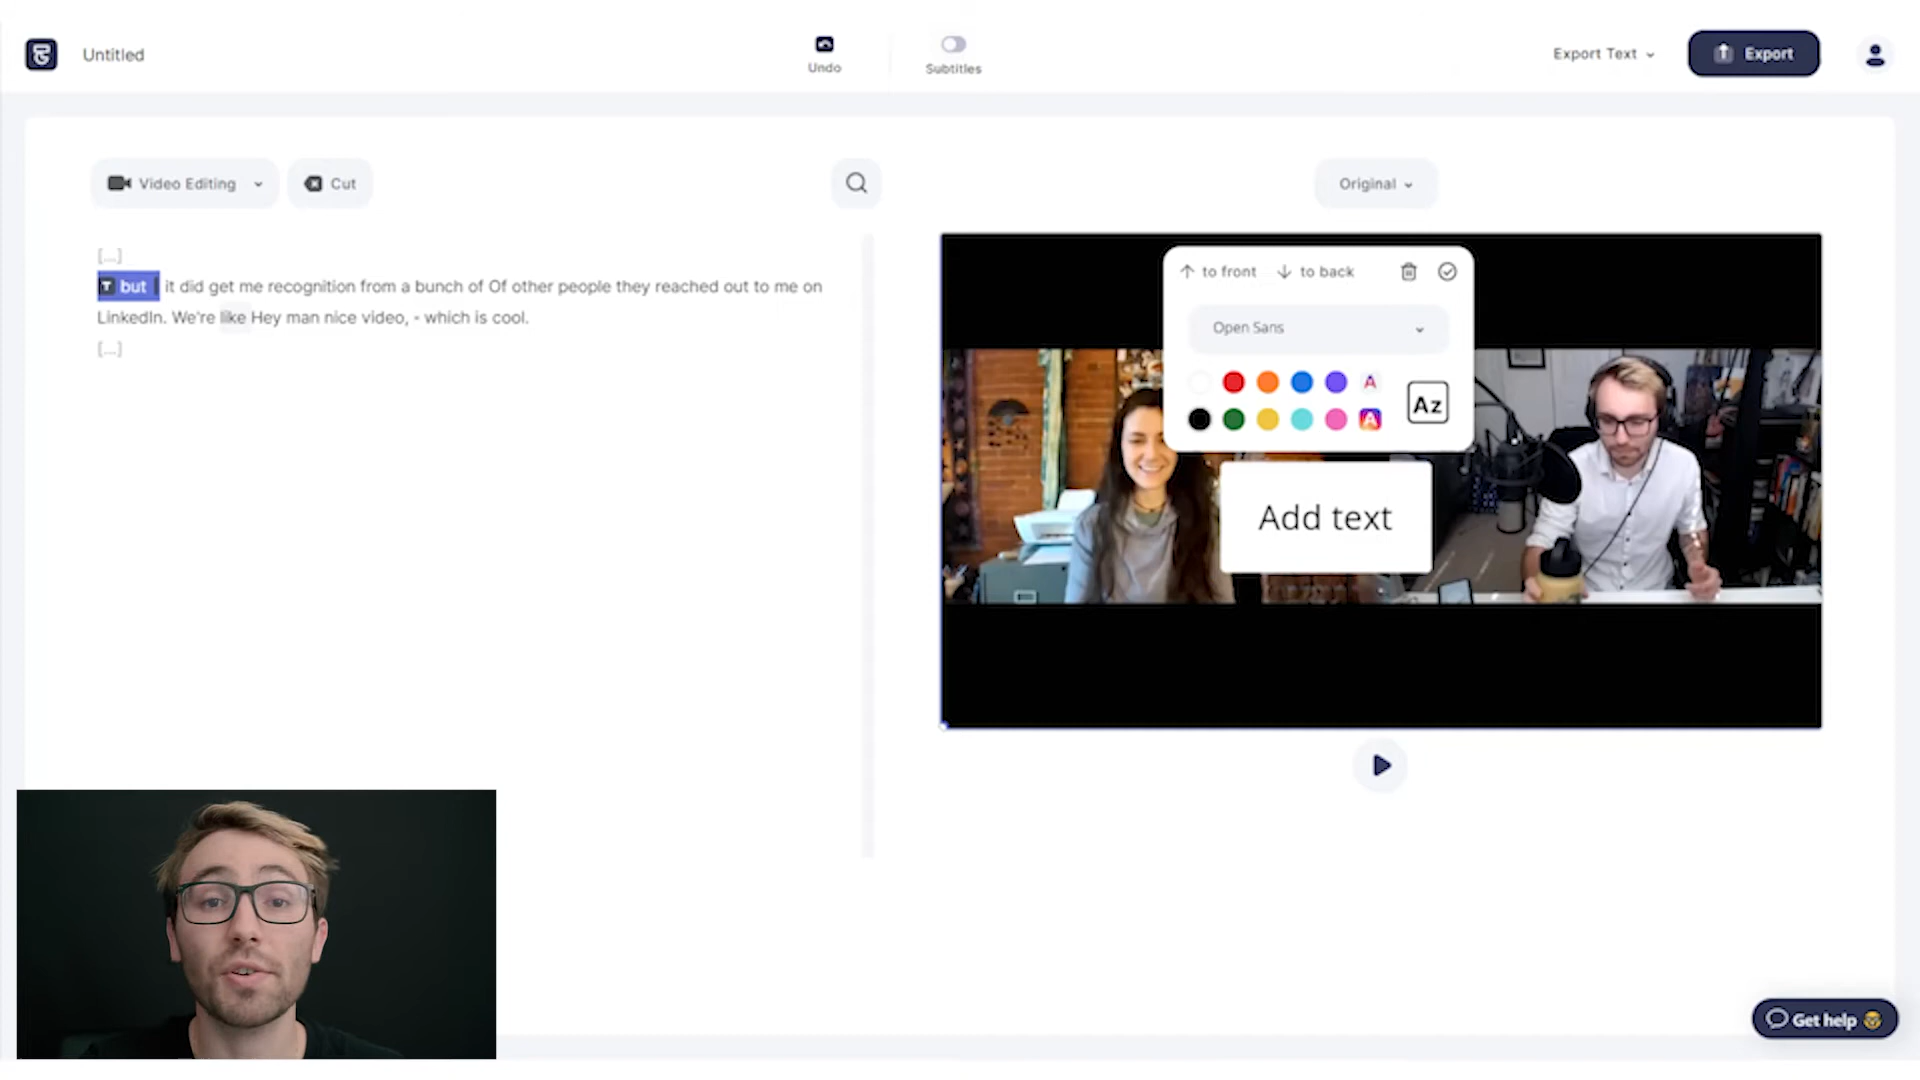 Untitled
Undo
Subtitles
Export Text
Export
Video Editing
Cut
Original
[...]
but it did get me recognition from a bunch of Of other people they reached out to me on
LinkedIn. We're like Hey man nice video, - which is cool.
[...]
to front
to back
Open Sans
A
Az
A
Add text
Get help